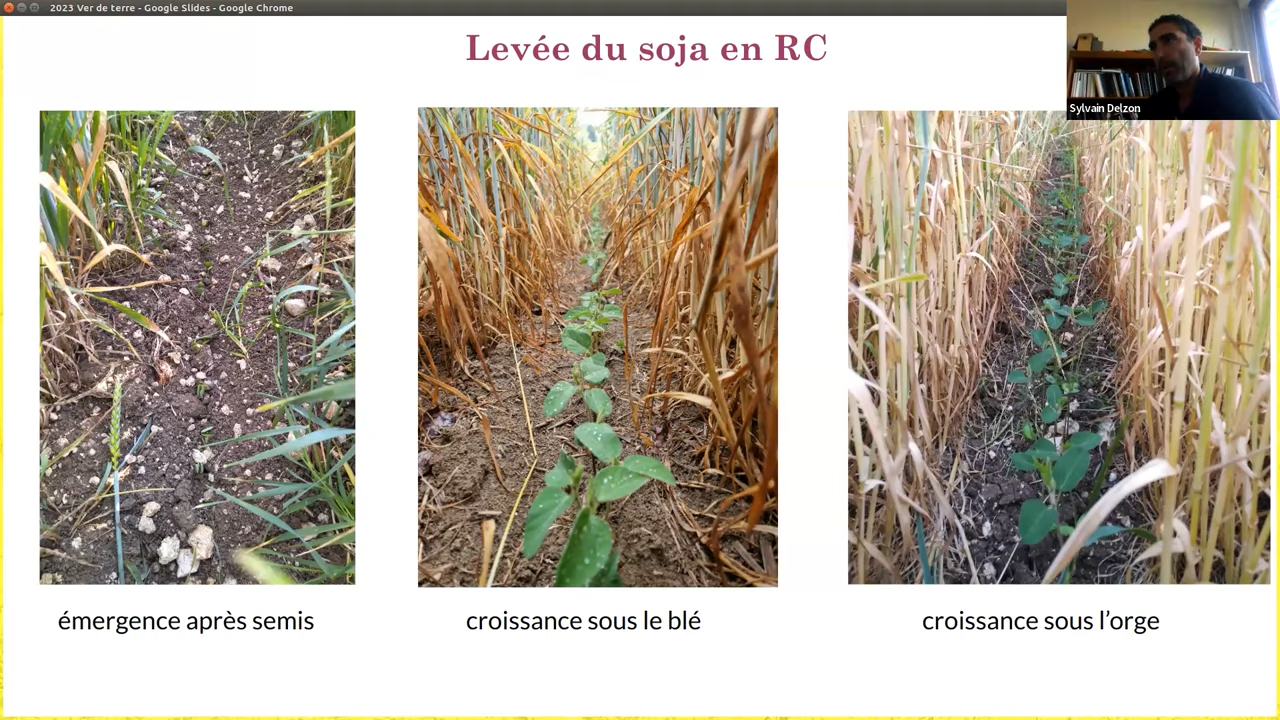 2023 Ver de terre - Google Slides - Google Chrome
Levée du soja en RC
Sylvain Delzon
émergence après semis
croissance sous le blé
croissance sous l’orge